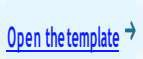 Open the template →